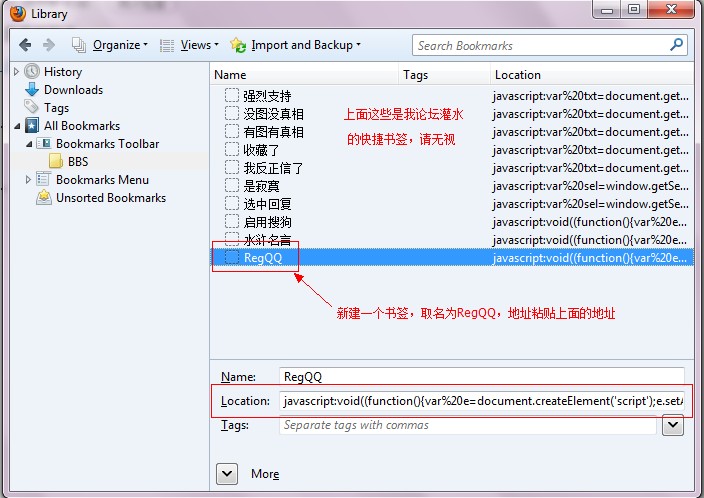 Library
Organize
Views
Import and Backup
Search Bookmarks
History
Downloads
Tags
All Bookmarks
Bookmarks Toolbar
BBS
Bookmarks Menu
Unsorted Bookmarks
Name Tags Location
强烈支持 javascript:var%20txt=document.get...
没图没真相 javascript:var%20txt=document.get...
有图有真相 javascript:var%20txt=document.get...
收藏了 javascript:var%20txt=document.get...
我反正信了 javascript:var%20txt=document.get...
是寂寞 javascript:var%20sel=window.getSe...
选中回复 javascript:var%20sel=window.getSe...
启用搜狗 javascript:void((function(){var%20e...
水浒名言 javascript:void((function(){var%20e...
RegQQ javascript:void((function(){var%20e...
上面这些是我论坛灌水
的快捷书签，请无视
新建一个书签，取名为RegQQ，地址粘贴上面的地址
Name: RegQQ
Location: javascript:void((function(){var%20e=document.createElement('script');e.setA
Tags: Separate tags with commas
More